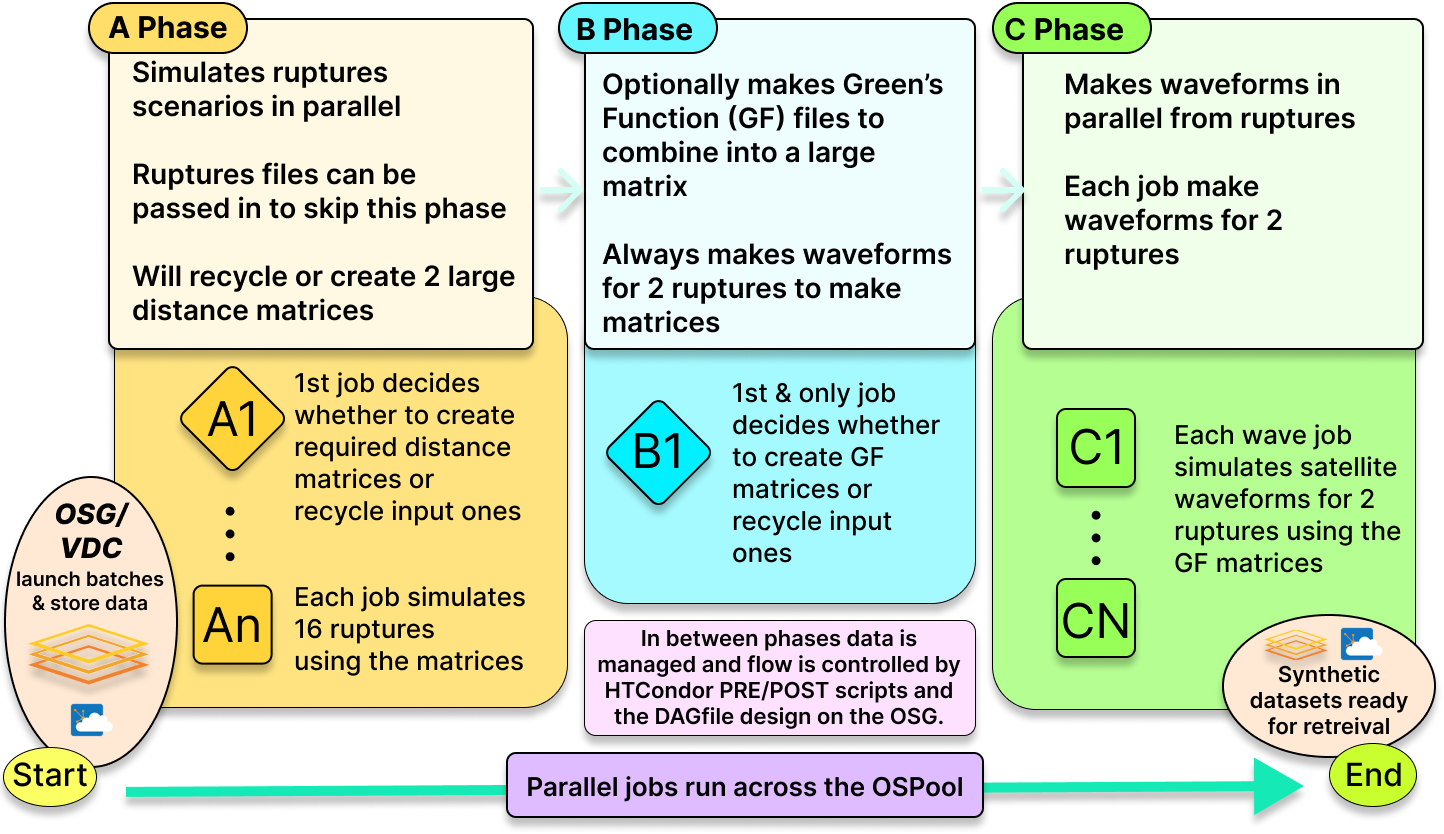 A Phase
Simulates ruptures
scenarios in parallel
Ruptures files can be
passed in to skip this phase
Will recycle or create 2 large
distance matrices
A1
1st job decides
whether to create
required distance
matrices or
recycle input ones
An
Each job simulates
16 ruptures
using the matrices
B Phase
Optionally makes Green’s
Function (GF) files to
combine into a large
matrix
Always makes waveforms
for 2 ruptures to make
matrices
B1
1st & only job
decides whether
to create GF
matrices or
recycle input
ones
In between phases data is
managed and flow is controlled by
HTCondor PRE/POST scripts and
the DAGfile design on the OSG.
C Phase
Makes waveforms in
parallel from ruptures
Each job make
waveforms for 2
ruptures
C1
CN
Each wave job
simulates satellite
waveforms for 2
ruptures using the
GF matrices
OSG/
VDC
launch batches
& store data
Start
Parallel jobs run across the OSPool
Synthetic
datasets ready
for retreival
End